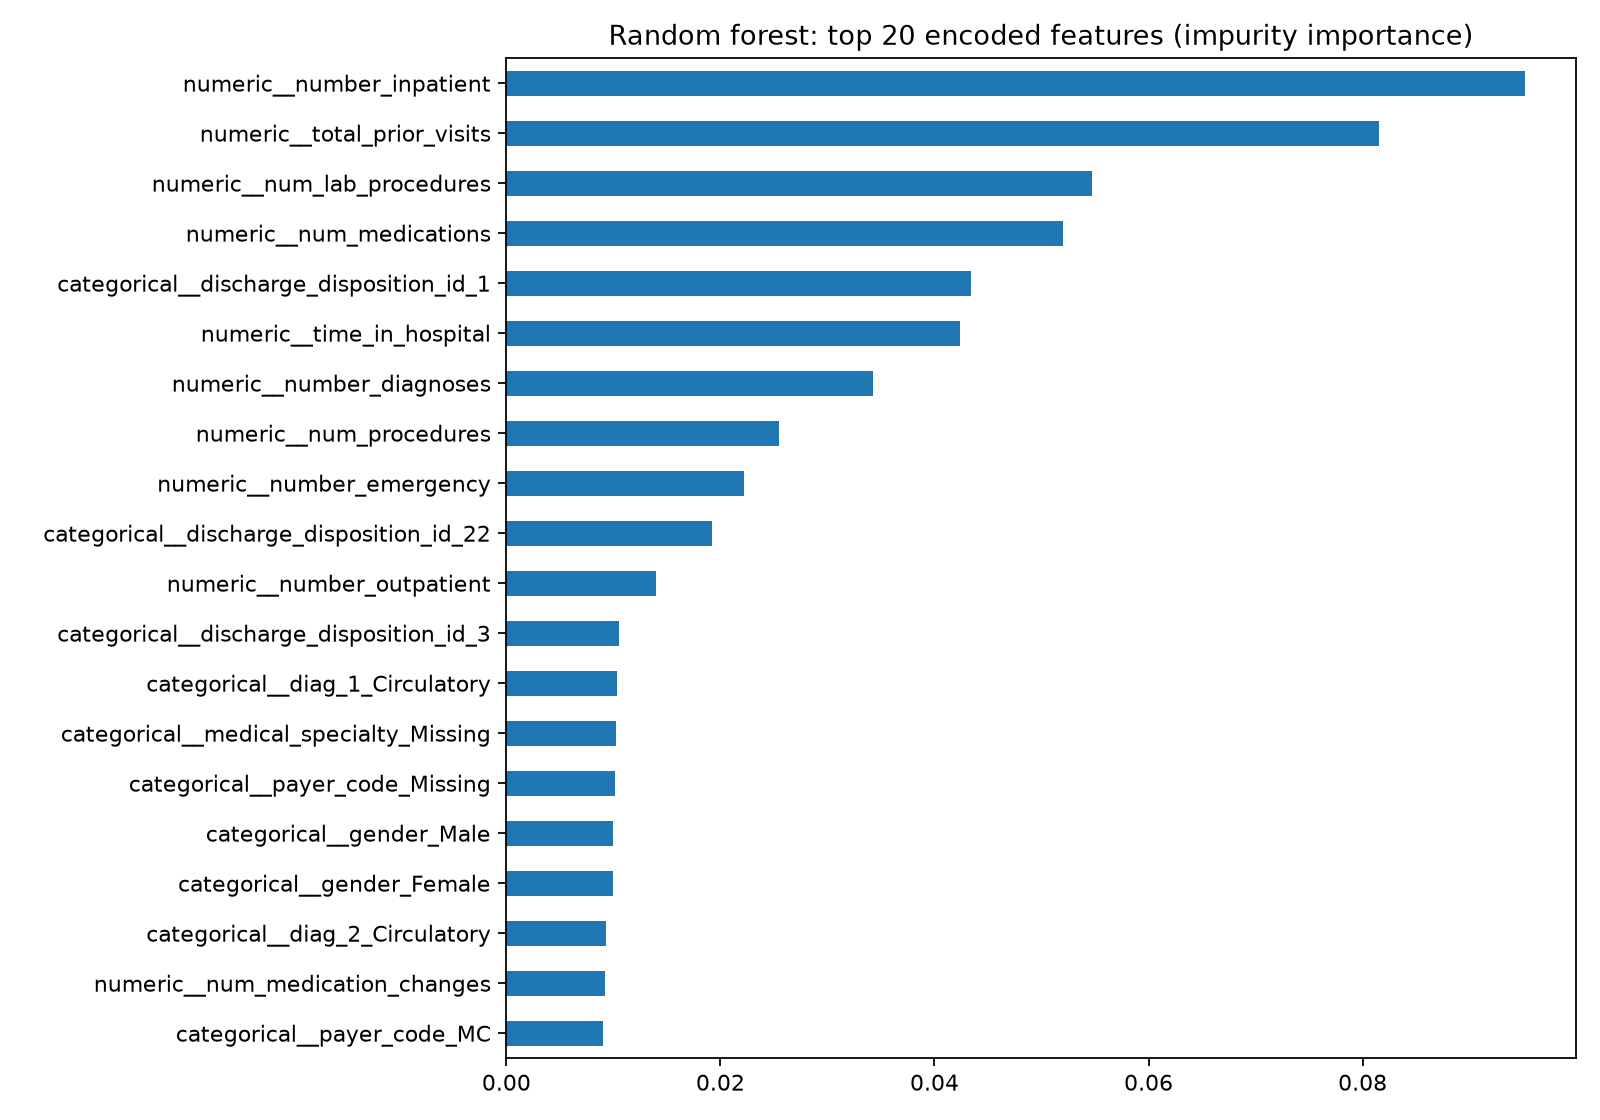 Random forest: top 20 encoded features (impurity importance)
numeric__number_inpatient
numeric__total_prior_visits
numeric__num_lab_procedures
numeric__num_medications
categorical__discharge_disposition_id_1
numeric__time_in_hospital
numeric__number_diagnoses
numeric__num_procedures
numeric__number_emergency
categorical__discharge_disposition_id_22
numeric__number_outpatient
categorical__discharge_disposition_id_3
categorical__diag_1_Circulatory
categorical__medical_specialty_Missing
categorical__payer_code_Missing
categorical__gender_Male
categorical__gender_Female
categorical__diag_2_Circulatory
numeric__num_medication_changes
categorical__payer_code_MC
0.00 0.02 0.04 0.06 0.08